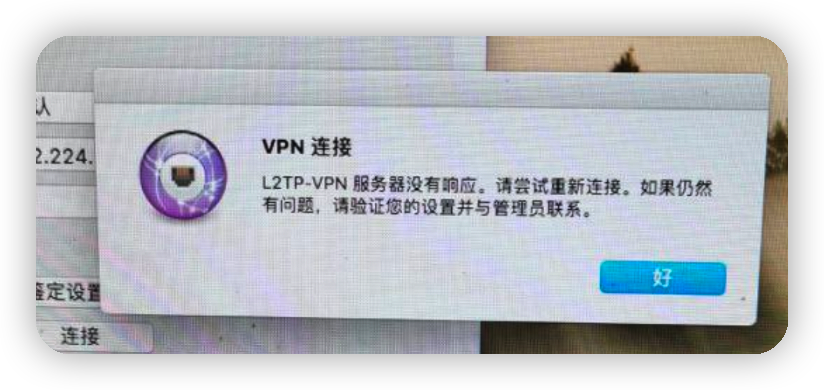 VPN 连接
认
2.224.
L2TP-VPN 服务器没有响应。请尝试重新连接。如果仍然
有问题，请验证您的设置并与管理员联系。
好
鉴定设置
连接